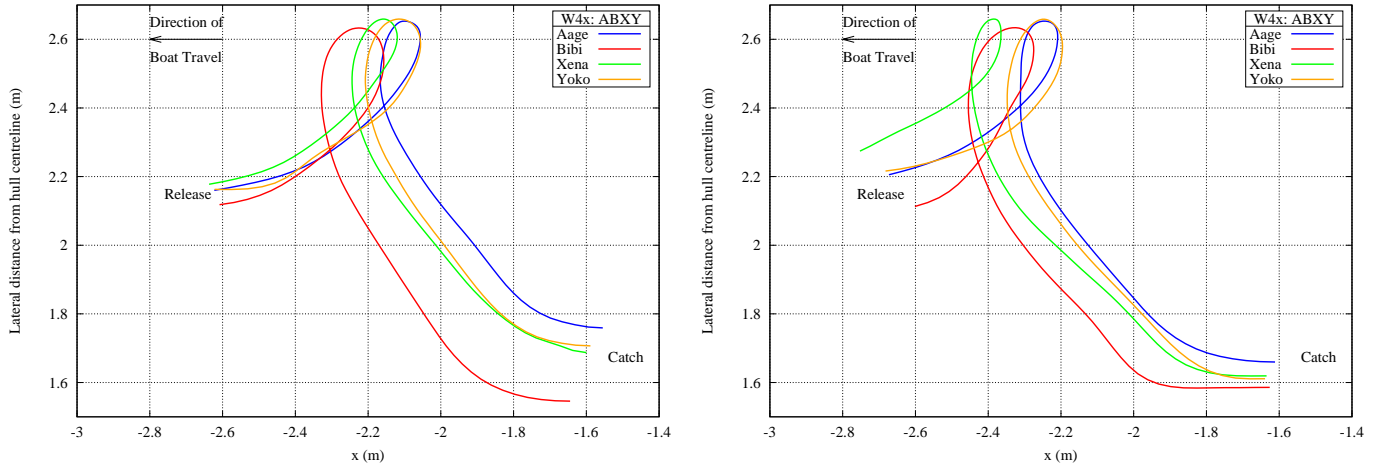 Direction of
Boat Travel
W4x: ABXY
Aage
Bibi
Xena
Yoko
2.6
2.4
2.2
2
1.8
1.6
Lateral distance from hull centreline (m)
Release
Catch
-3 -2.8 -2.6 -2.4 -2.2 -2 -1.8 -1.6 -1.4
x (m)
Direction of
Boat Travel
W4x: ABXY
Aage
Bibi
Xena
Yoko
2.6
2.4
2.2
2
1.8
1.6
Lateral distance from hull centreline (m)
Release
Catch
-3 -2.8 -2.6 -2.4 -2.2 -2 -1.8 -1.6 -1.4
x (m)